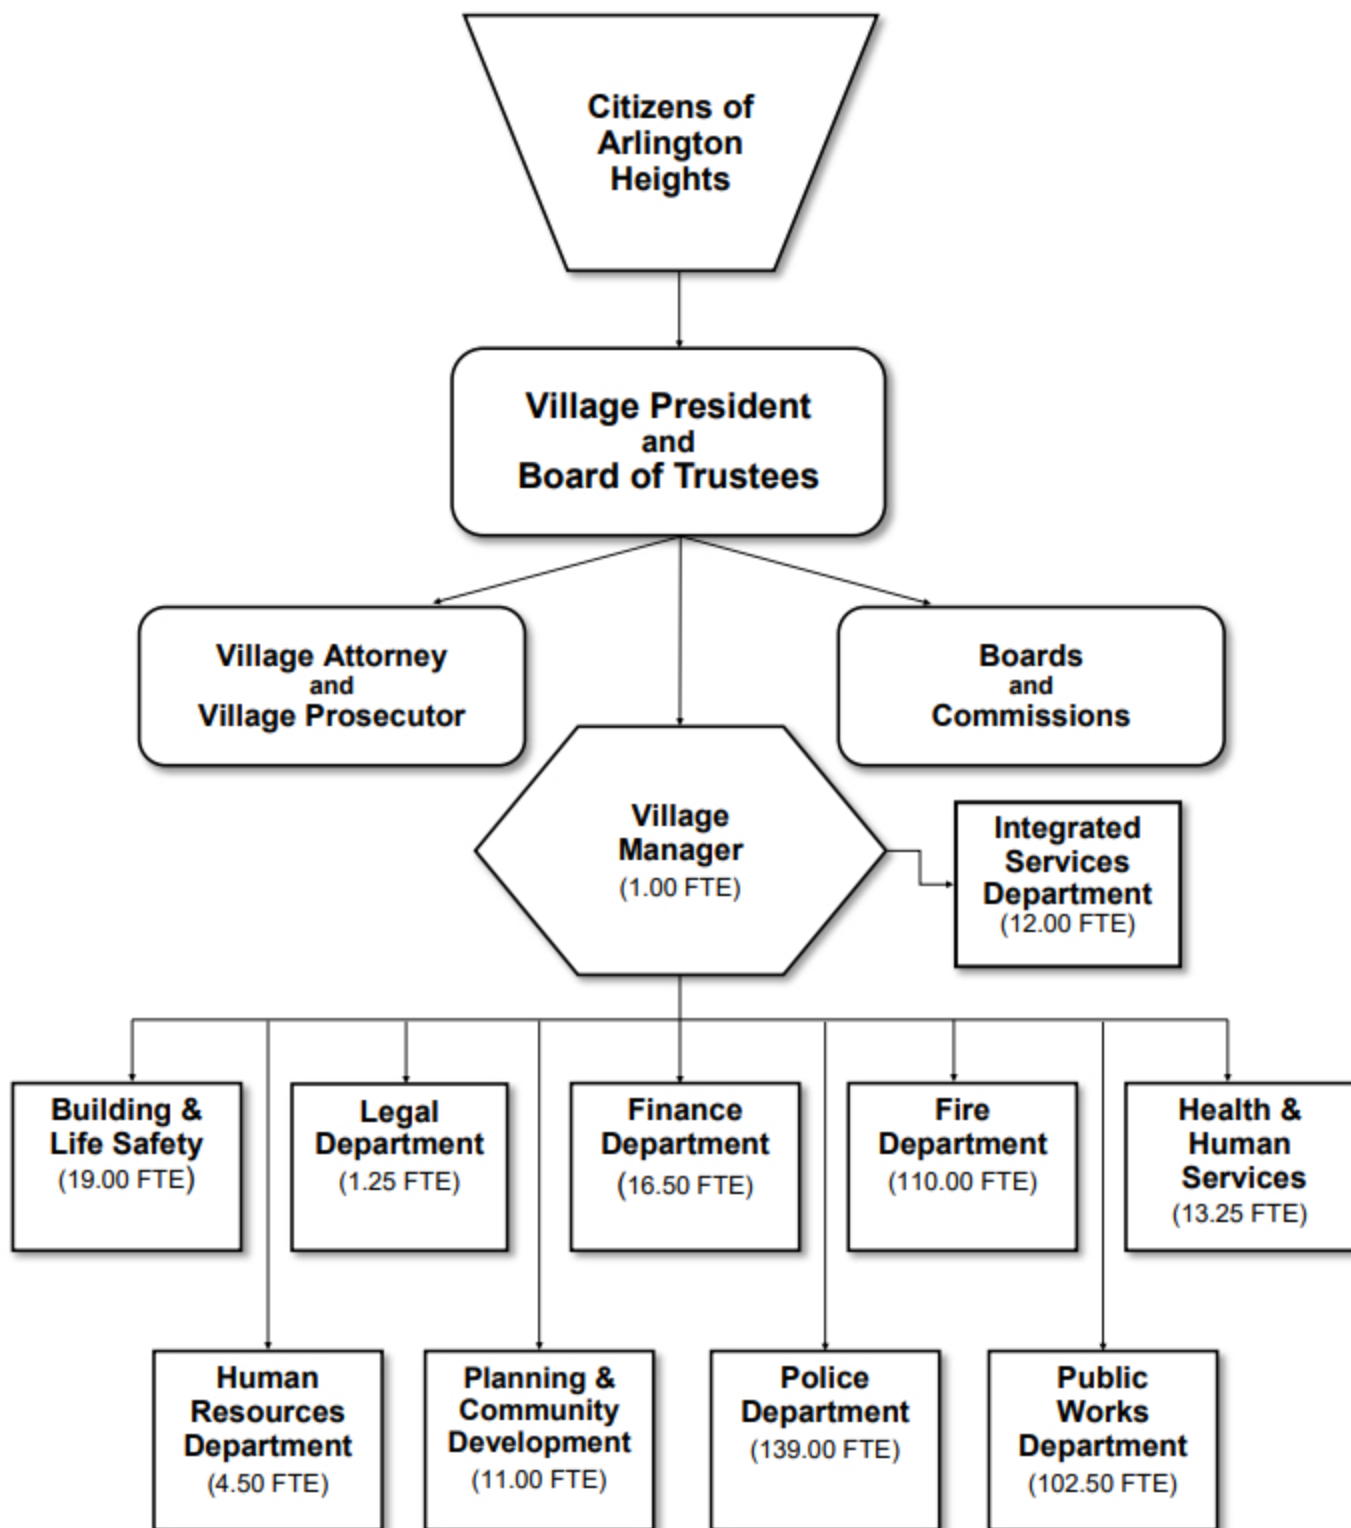 Citizens of
Arlington
Heights
Village President
and
Board of Trustees
Village Attorney
and
Village Prosecutor
Boards
and
Commissions
Village
Manager
(1.00 FTE)
Integrated
Services
Department
(12.00 FTE)
Building &
Life Safety
(19.00 FTE)
Legal
Department
(1.25 FTE)
Finance
Department
(16.50 FTE)
Fire
Department
(110.00 FTE)
Health &
Human
Services
(13.25 FTE)
Human
Resources
Department
(4.50 FTE)
Planning &
Community
Development
(11.00 FTE)
Police
Department
(139.00 FTE)
Public
Works
Department
(102.50 FTE)